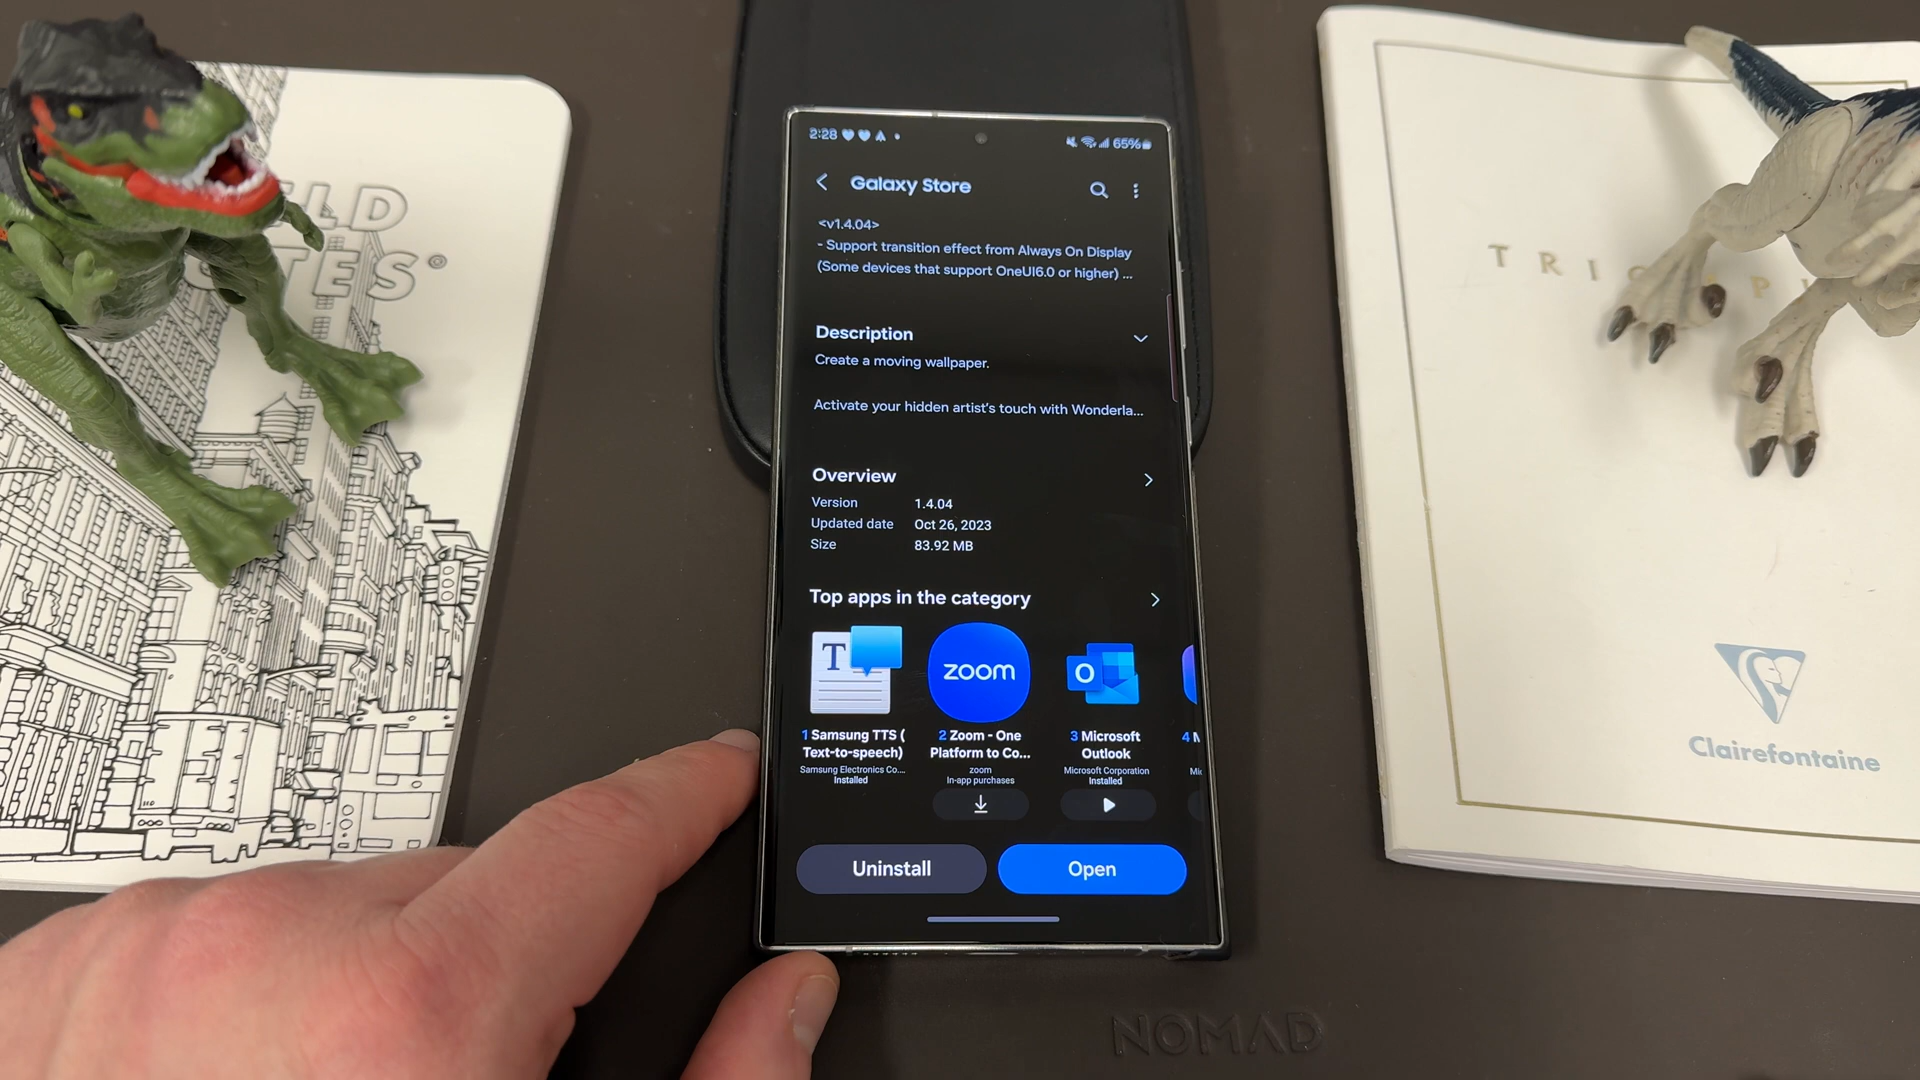 2:28
65%
Galaxy Store
<v1.4.04>
- Support transition effect from Always On Display
(Some devices that support OneUI6.0 or higher) ...
Description
Create a moving wallpaper.
Activate your hidden artist's touch with Wonderla...
Overview
Version 1.4.04
Updated date Oct 26, 2023
Size 83.92 MB
Top apps in the category
T
zoom
O
1 Samsung TTS (
Text-to-speech)
Samsung Electronics Co....
Installed
2 Zoom - One
Platform to Co...
zoom
In-app purchases
3 Microsoft
Outlook
Microsoft Corporation
Installed
4
Uninstall
Open
NOMAD
LD
TES®
TRI
P
Clairefontaine